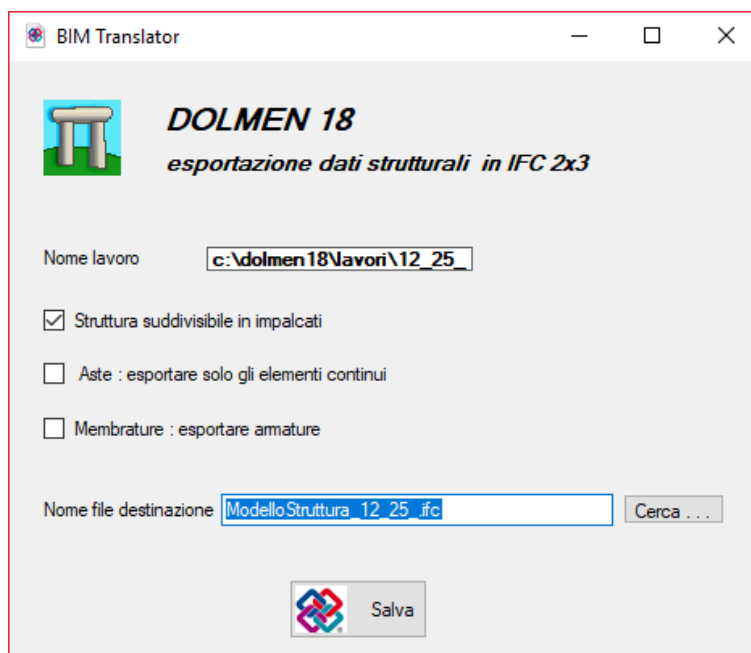 BIM Translator
DOLMEN 18
esportazione dati strutturali in IFC 2x3
Nome lavoro c:\dolmen18\lavori\12_25_
Struttura suddivisibile in impalcati
Aste : esportare solo gli elementi continui
Membrature : esportare armature
Nome file destinazione ModelloStruttura_12_25_.ifc Cerca . . .
Salva